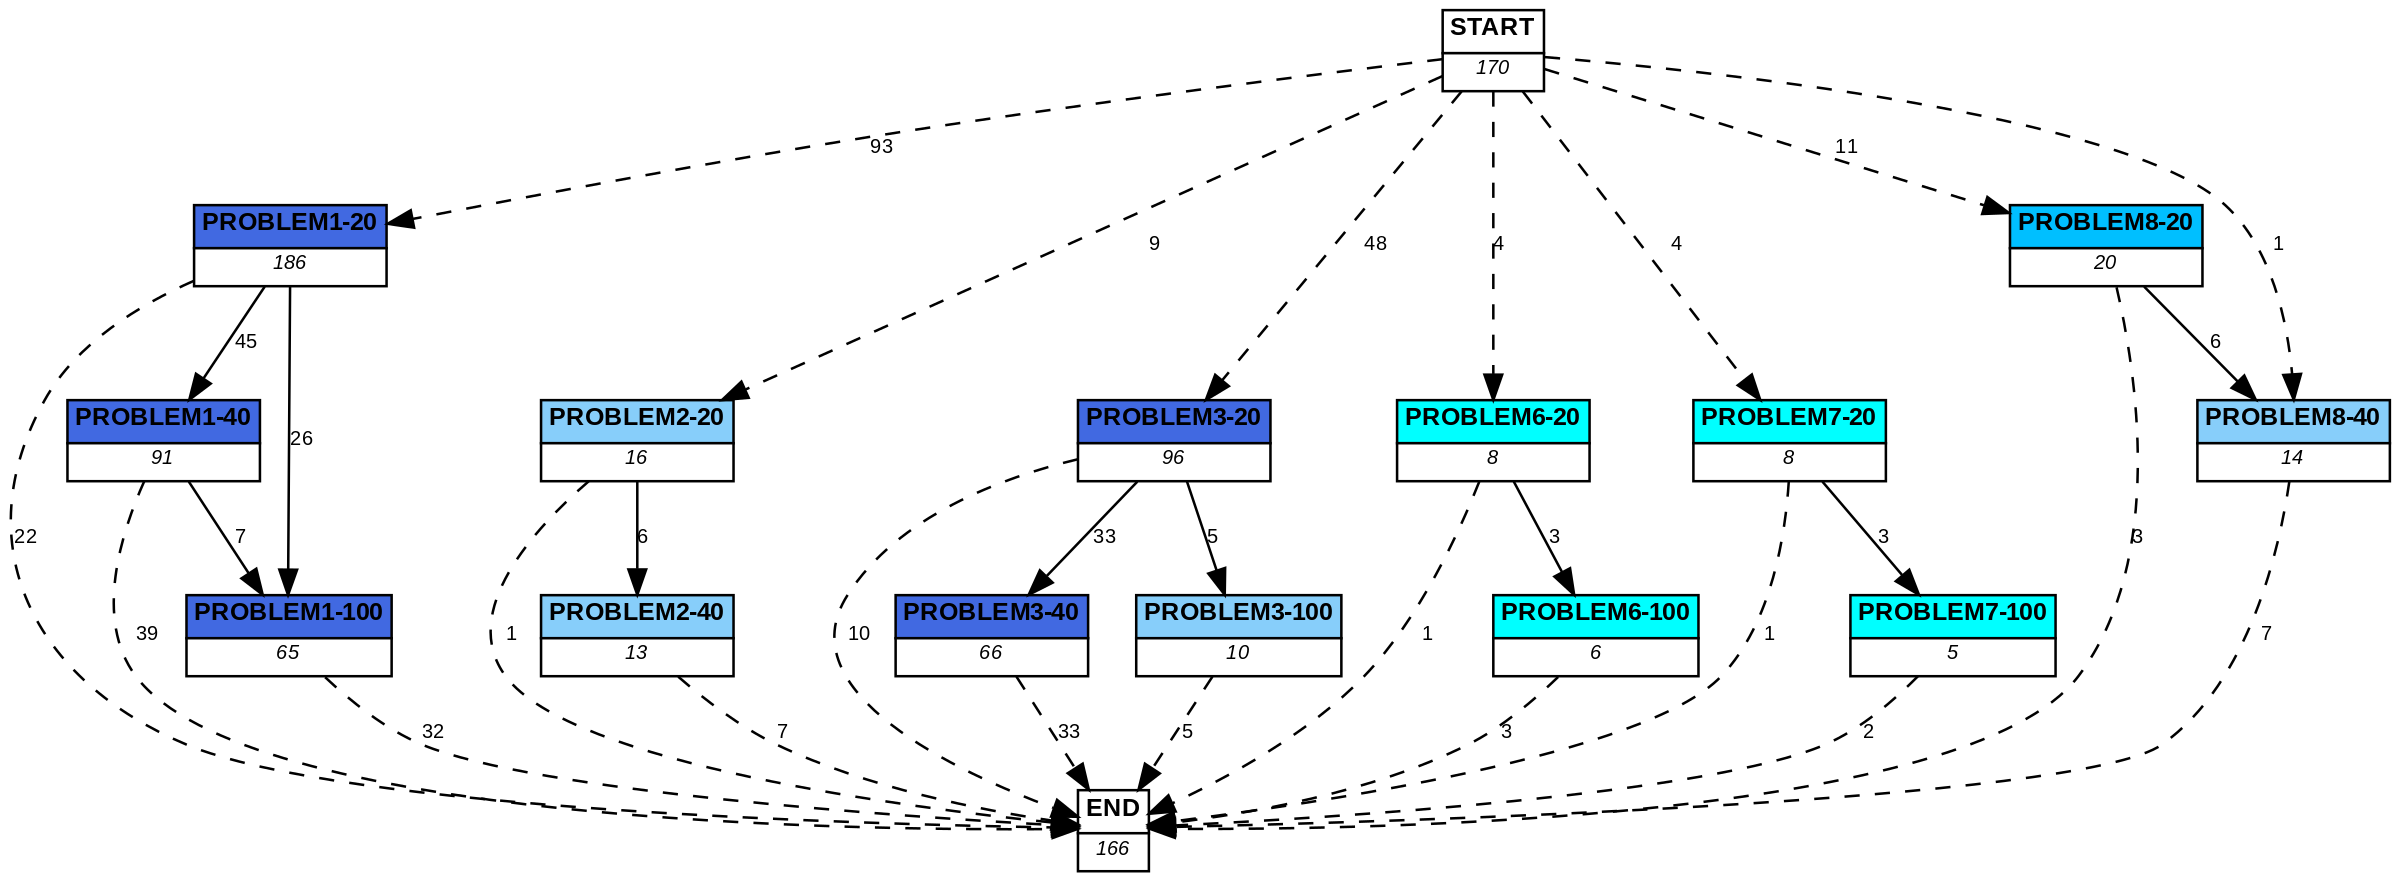 START
170
93
11
PROBLEM1-20
186
PROBLEM8-20
20
9
48
4
4
1
45
6
26
PROBLEM1-40
91
PROBLEM2-20
16
PROBLEM3-20
96
PROBLEM6-20
8
PROBLEM7-20
8
PROBLEM8-40
14
22
7
6
33
5
3
3
3
PROBLEM1-100
65
PROBLEM2-40
13
PROBLEM3-40
66
PROBLEM3-100
10
PROBLEM6-100
6
PROBLEM7-100
5
39
1
10
1
1
7
32
7
33
5
3
2
END
166